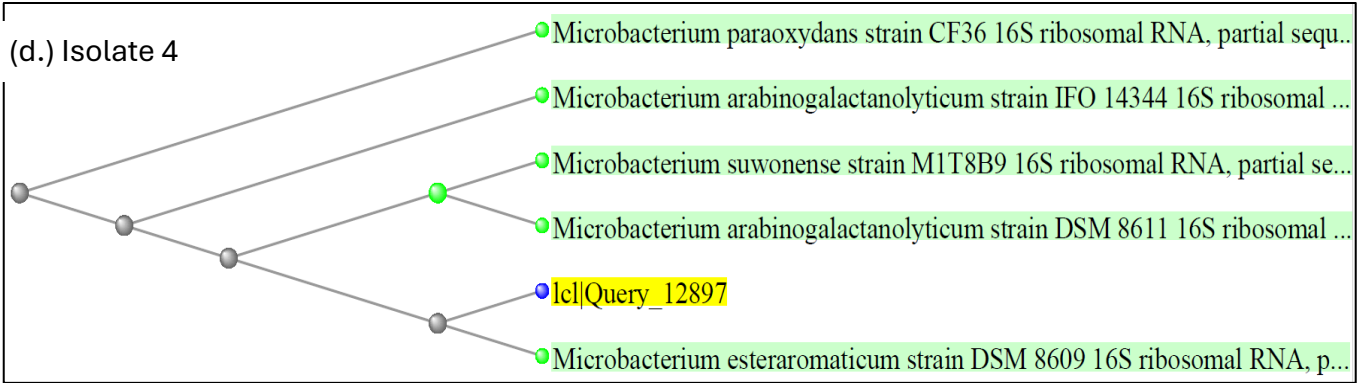 (d.) Isolate 4
Microbacterium paraoxydans strain CF36 16S ribosomal RNA, partial sequ...
Microbacterium arabinogalactanolyticum strain IFO 14344 16S ribosomal ...
Microbacterium suwonense strain M1T8B9 16S ribosomal RNA, partial se...
Microbacterium arabinogalactanolyticum strain DSM 8611 16S ribosomal ...
lcl|Query_12897
Microbacterium esteraromaticum strain DSM 8609 16S ribosomal RNA, p...